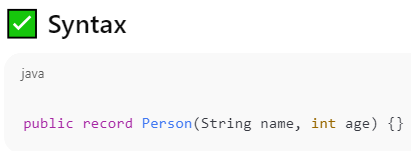 Syntax
java
public record Person(String name, int age) {}